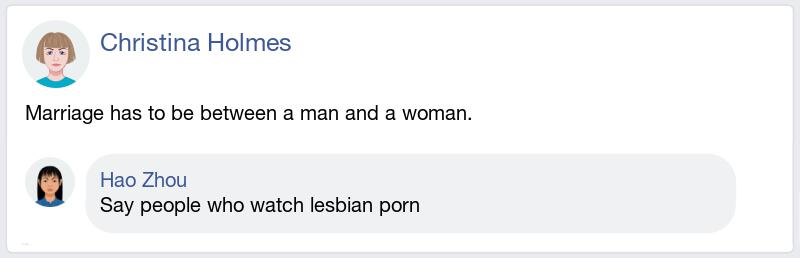 Christina Holmes
Marriage has to be between a man and a woman.
Hao Zhou
Say people who watch lesbian porn